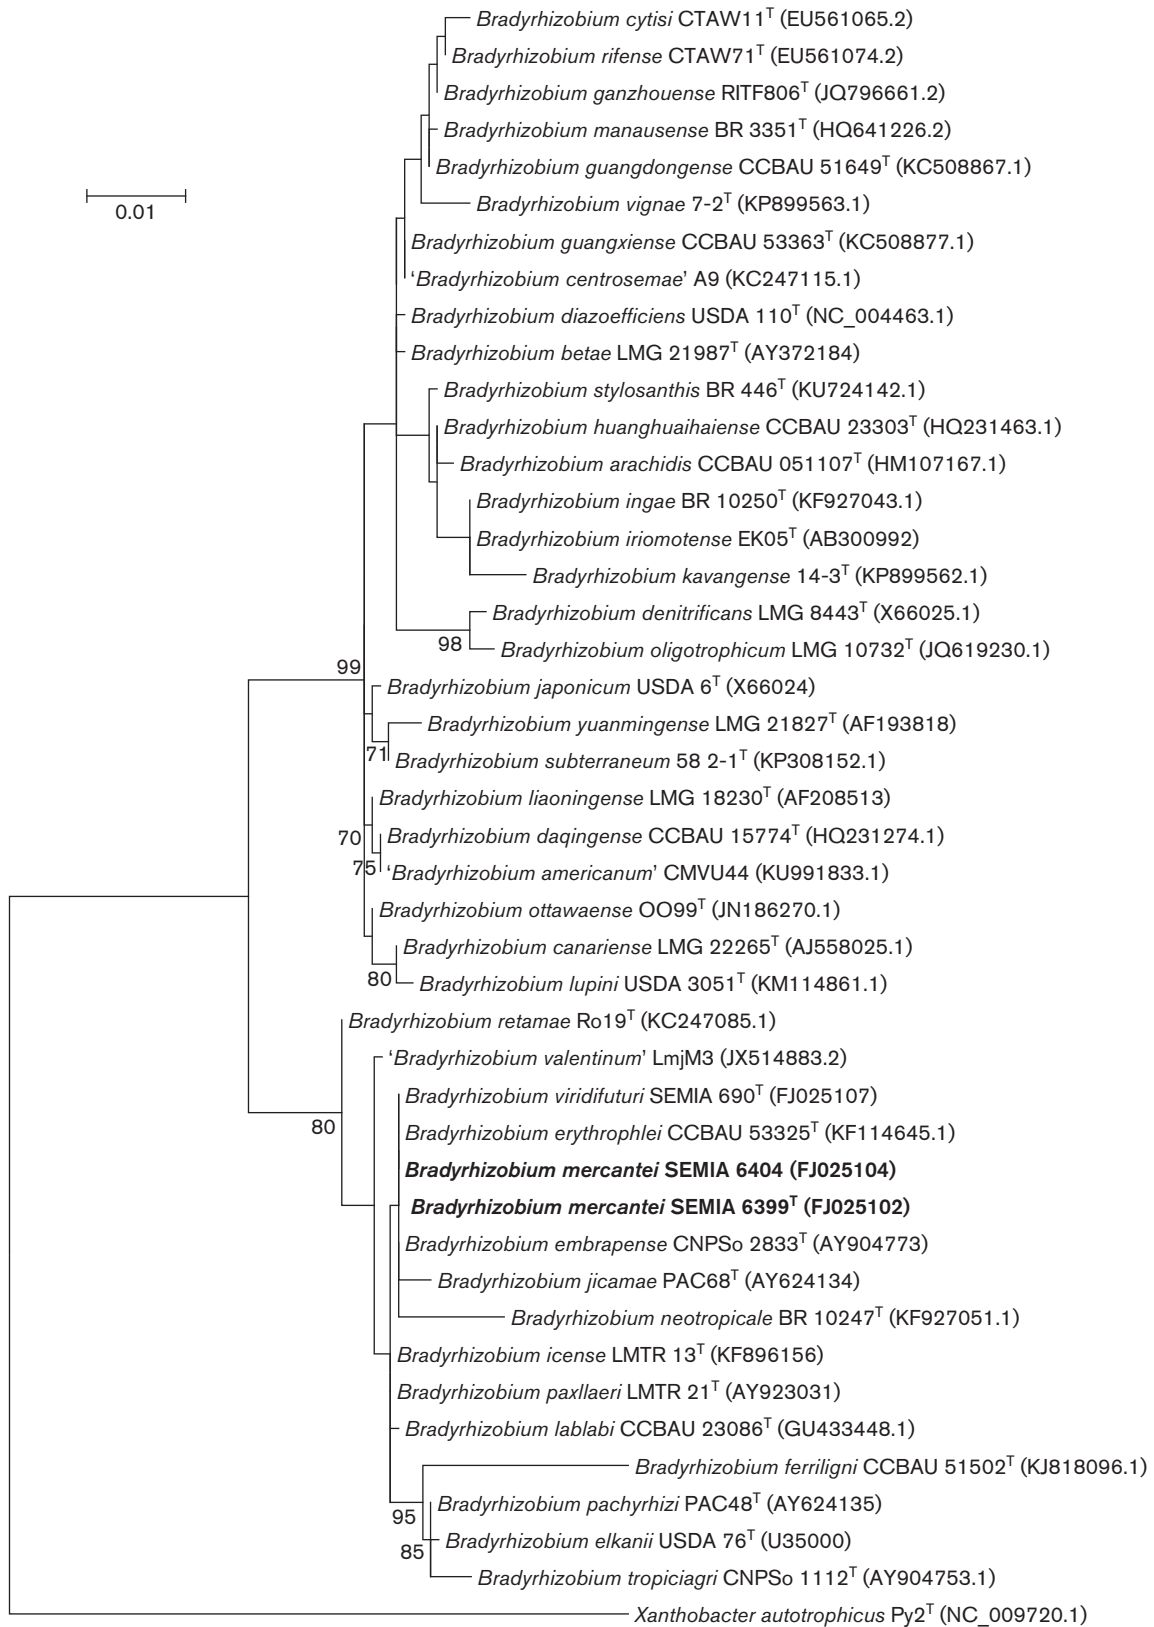 Bradyrhizobium cytisi CTAW11ᵀ (EU561065.2)
Bradyrhizobium rifense CTAW71ᵀ (EU561074.2)
Bradyrhizobium ganzhouense RITF806ᵀ (JQ796661.2)
Bradyrhizobium manausense BR 3351ᵀ (HQ641226.2)
Bradyrhizobium guangdongense CCBAU 51649ᵀ (KC508867.1)
0.01
Bradyrhizobium vignae 7-2ᵀ (KP899563.1)
Bradyrhizobium guangxiense CCBAU 53363ᵀ (KC508877.1)
‘Bradyrhizobium centrosemae’ A9 (KC247115.1)
Bradyrhizobium diazoefficiens USDA 110ᵀ (NC_004463.1)
Bradyrhizobium betae LMG 21987ᵀ (AY372184)
Bradyrhizobium stylosanthis BR 446ᵀ (KU724142.1)
Bradyrhizobium huanghuaihaiense CCBAU 23303ᵀ (HQ231463.1)
Bradyrhizobium arachidis CCBAU 051107ᵀ (HM107167.1)
Bradyrhizobium ingae BR 10250ᵀ (KF927043.1)
Bradyrhizobium iriomotense EK05ᵀ (AB300992)
Bradyrhizobium kavangense 14-3ᵀ (KP899562.1)
Bradyrhizobium denitrificans LMG 8443ᵀ (X66025.1)
98
Bradyrhizobium oligotrophicum LMG 10732ᵀ (JQ619230.1)
99
Bradyrhizobium japonicum USDA 6ᵀ (X66024)
Bradyrhizobium yuanmingense LMG 21827ᵀ (AF193818)
71
Bradyrhizobium subterraneum 58 2-1ᵀ (KP308152.1)
Bradyrhizobium liaoningense LMG 18230ᵀ (AF208513)
70
Bradyrhizobium daqingense CCBAU 15774ᵀ (HQ231274.1)
75
‘Bradyrhizobium americanum’ CMVU44 (KU991833.1)
Bradyrhizobium ottawaense OO99ᵀ (JN186270.1)
Bradyrhizobium canariense LMG 22265ᵀ (AJ558025.1)
80
Bradyrhizobium lupini USDA 3051ᵀ (KM114861.1)
Bradyrhizobium retamae Ro19ᵀ (KC247085.1)
‘Bradyrhizobium valentinum’ LmjM3 (JX514883.2)
Bradyrhizobium viridifuturi SEMIA 690ᵀ (FJ025107)
80
Bradyrhizobium erythrophlei CCBAU 53325ᵀ (KF114645.1)
Bradyrhizobium mercantei SEMIA 6404 (FJ025104)
Bradyrhizobium mercantei SEMIA 6399ᵀ (FJ025102)
Bradyrhizobium embrapense CNPSo 2833ᵀ (AY904773)
Bradyrhizobium jicamae PAC68ᵀ (AY624134)
Bradyrhizobium neotropicale BR 10247ᵀ (KF927051.1)
Bradyrhizobium icense LMTR 13ᵀ (KF896156)
Bradyrhizobium paxllaeri LMTR 21ᵀ (AY923031)
Bradyrhizobium lablabi CCBAU 23086ᵀ (GU433448.1)
Bradyrhizobium ferriligni CCBAU 51502ᵀ (KJ818096.1)
95
Bradyrhizobium pachyrhizi PAC48ᵀ (AY624135)
85
Bradyrhizobium elkanii USDA 76ᵀ (U35000)
Bradyrhizobium tropiciagri CNPSo 1112ᵀ (AY904753.1)
Xanthobacter autotrophicus Py2ᵀ (NC_009720.1)